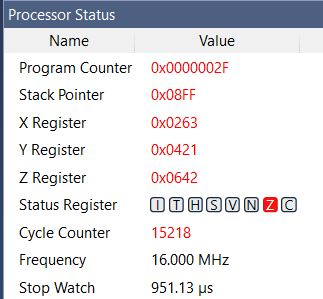 Processor Status
Name Value
Program Counter 0x0000002F
Stack Pointer 0x08FF
X Register 0x0263
Y Register 0x0421
Z Register 0x0642
Status Register I T H S V N Z C
Cycle Counter 15218
Frequency 16.000 MHz
Stop Watch 951.13 µs